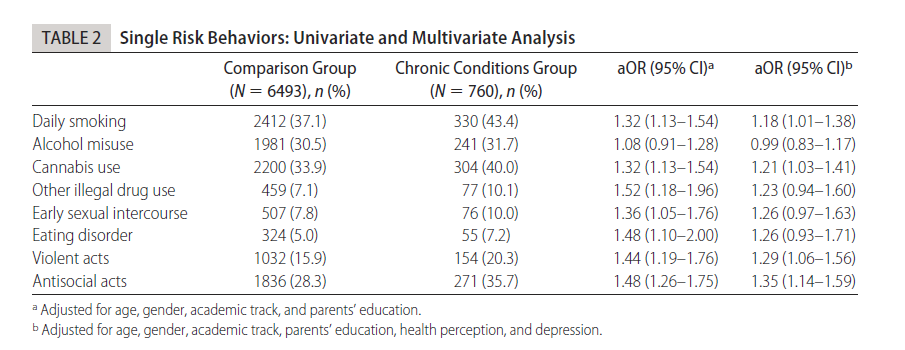 TABLE 2 Single Risk Behaviors: Univariate and Multivariate Analysis
Comparison Group Chronic Conditions Group aOR (95% CI)a aOR (95% CI)b
(N = 6493), n (%) (N = 760), n (%)
Daily smoking 2412 (37.1) 330 (43.4) 1.32 (1.13–1.54) 1.18 (1.01–1.38)
Alcohol misuse 1981 (30.5) 241 (31.7) 1.08 (0.91–1.28) 0.99 (0.83–1.17)
Cannabis use 2200 (33.9) 304 (40.0) 1.32 (1.13–1.54) 1.21 (1.03–1.41)
Other illegal drug use 459 (7.1) 77 (10.1) 1.52 (1.18–1.96) 1.23 (0.94–1.60)
Early sexual intercourse 507 (7.8) 76 (10.0) 1.36 (1.05–1.76) 1.26 (0.97–1.63)
Eating disorder 324 (5.0) 55 (7.2) 1.48 (1.10–2.00) 1.26 (0.93–1.71)
Violent acts 1032 (15.9) 154 (20.3) 1.44 (1.19–1.76) 1.29 (1.06–1.56)
Antisocial acts 1836 (28.3) 271 (35.7) 1.48 (1.26–1.75) 1.35 (1.14–1.59)
a Adjusted for age, gender, academic track, and parents' education.
b Adjusted for age, gender, academic track, parents' education, health perception, and depression.